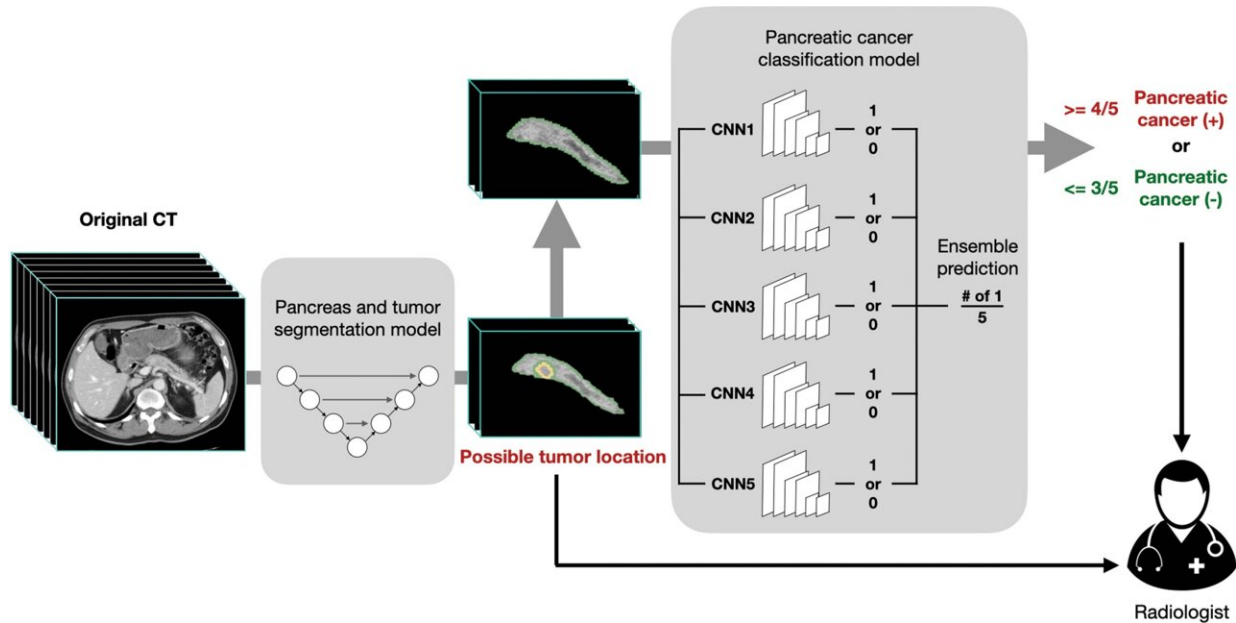 Original CT
Pancreas and tumor
segmentation model
Possible tumor location
Pancreatic cancer
classification model
CNN1
1
or
0
CNN2
1
or
0
CNN3
1
or
0
CNN4
1
or
0
CNN5
1
or
0
Ensemble
prediction
# of 1
5
>= 4/5 Pancreatic
cancer (+)
or
<= 3/5 Pancreatic
cancer (-)
Radiologist